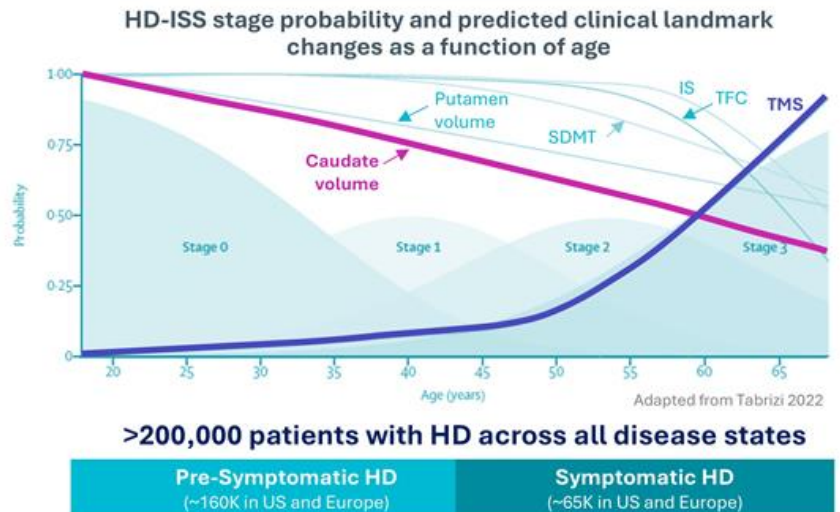 HD-ISS stage probability and predicted clinical landmark
changes as a function of age
1·00
0·75
0·50
0·25
0
Probability
Putamen
volume
Caudate
volume
SDMT
IS
TFC
TMS
Stage 0
Stage 1
Stage 2
Stage 3
20
25
30
35
40
45
50
55
60
65
Age (years)
Adapted from Tabrizi 2022
>200,000 patients with HD across all disease states
Pre-Symptomatic HD
(~160K in US and Europe)
Symptomatic HD
(~65K in US and Europe)